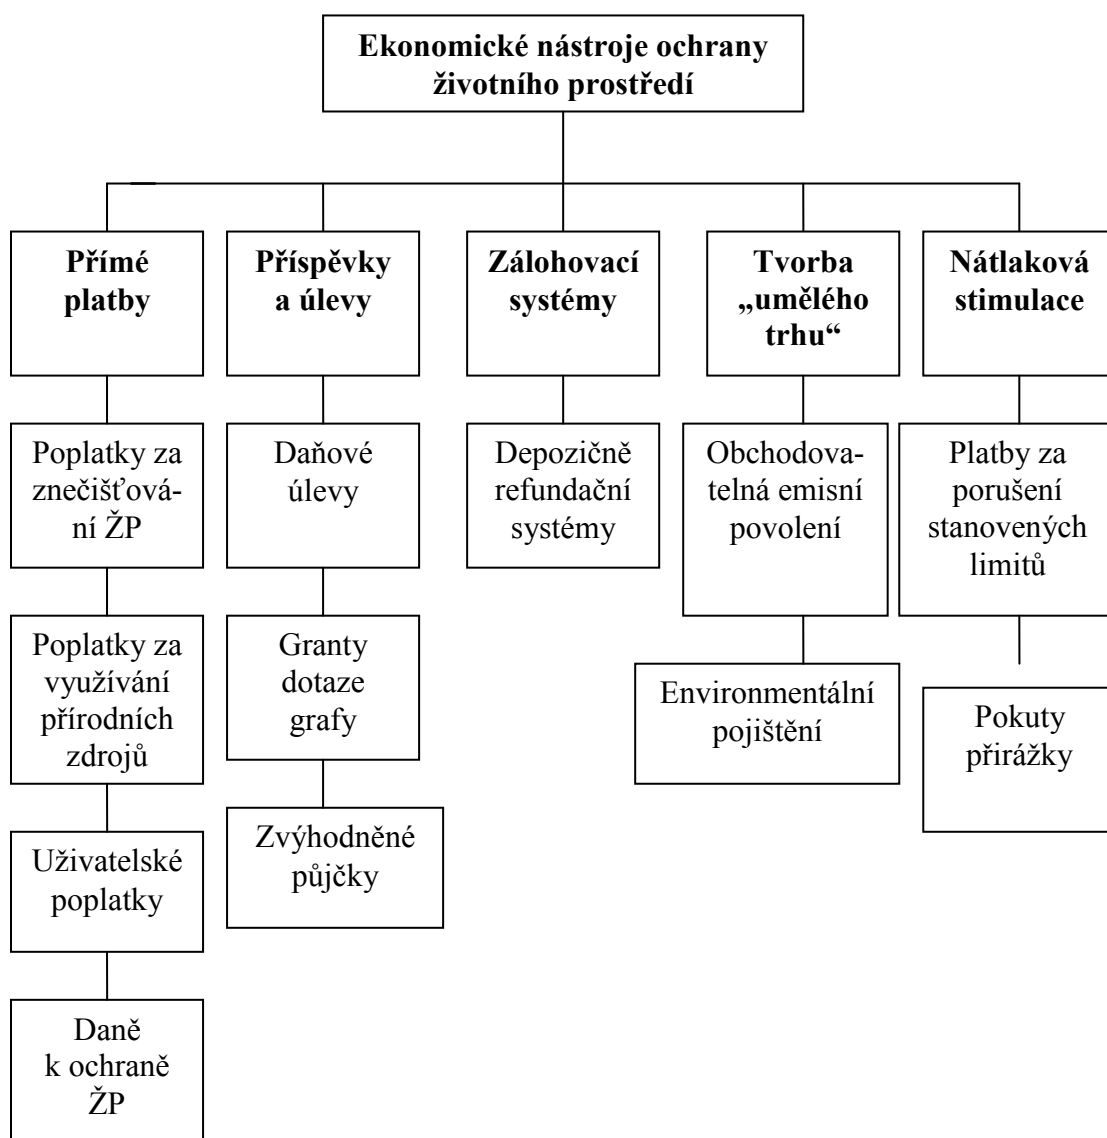 Ekonomické nástroje ochrany
životního prostředí
Přímé
platby
Příspěvky
a úlevy
Zálohovací
systémy
Tvorba
„umělého
trhu“
Nátlaková
stimulace
Poplatky za
znečišťová-
ní ŽP
Daňové
úlevy
Depozičně
refundační
systémy
Obchodova-
telná emisní
povolení
Platby za
porušení
stanovených
limitů
Poplatky za
využívání
přírodních
zdrojů
Granty
dotaze
grafy
Environmentální
pojištění
Pokuty
přirážky
Uživatelské
poplatky
Zvýhodněné
půjčky
Daně
k ochraně
ŽP